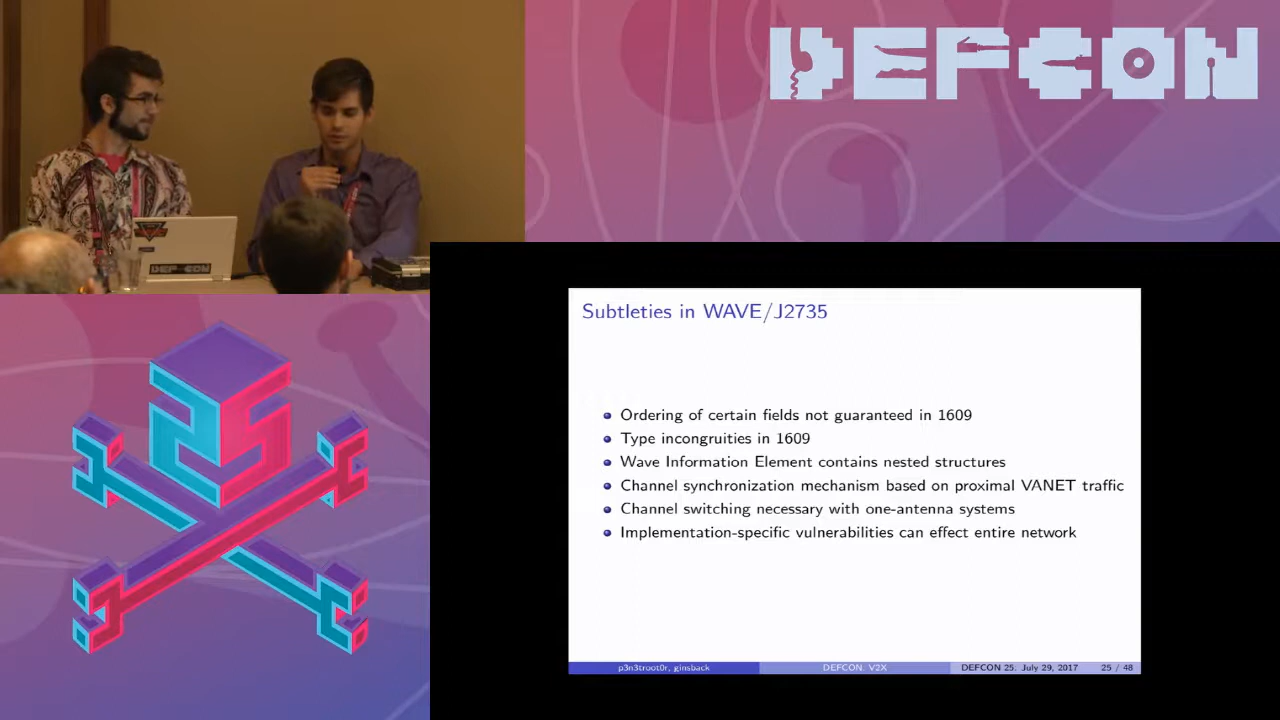 DEFCON
DEF-CON
Subtleties in WAVE/J2735
Ordering of certain fields not guaranteed in 1609
Type incongruities in 1609
Wave Information Element contains nested structures
Channel synchronization mechanism based on proximal VANET traffic
Channel switching necessary with one-antenna systems
Implementation-specific vulnerabilities can effect entire network
p3n3troot0r, ginsback DEFCON. V2X DEFCON 25. July 29, 2017 25 / 48